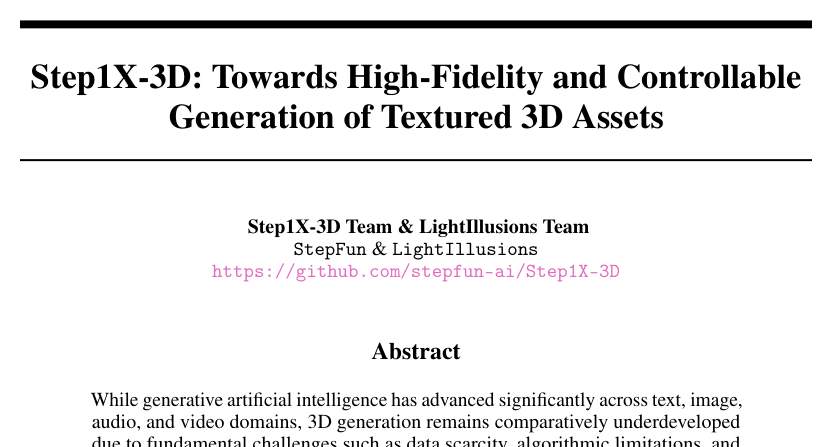 Step1X-3D: Towards High-Fidelity and Controllable
Generation of Textured 3D Assets
Step1X-3D Team & LightIllusions Team
StepFun & LightIllusions
https://github.com/stepfun-ai/Step1X-3D
Abstract
While generative artificial intelligence has advanced significantly across text, image,
audio, and video domains, 3D generation remains comparatively underdeveloped
due to fundamental challenges such as data scarcity, algorithmic limitations, and